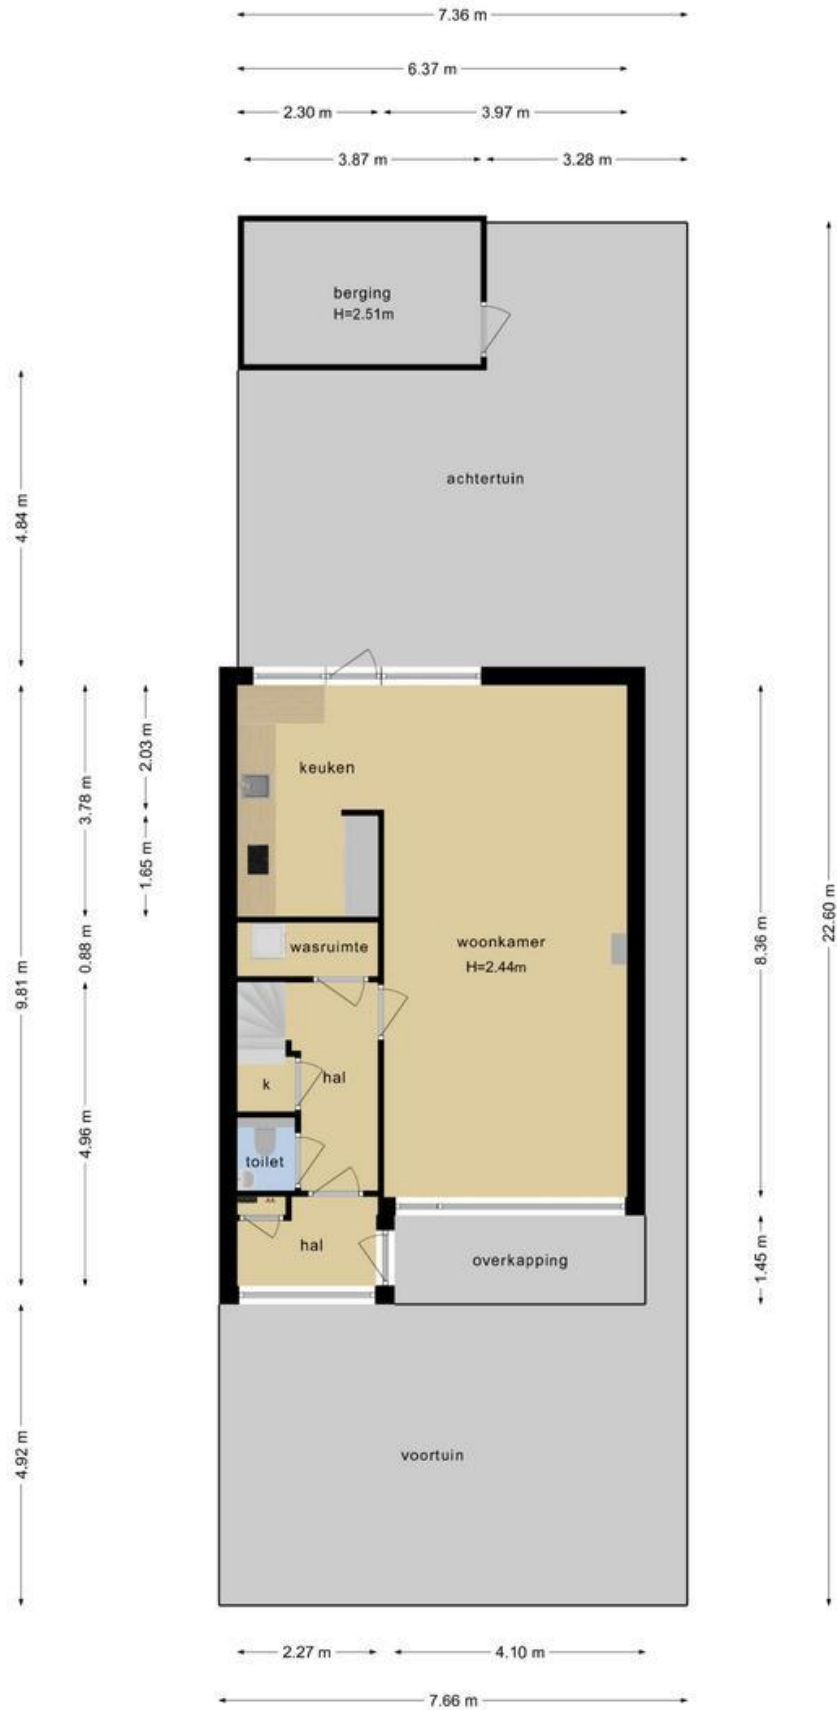 7.36 m
6.37 m
2.30 m
3.97 m
3.87 m
3.28 m
berging
H=2.51m
achtertuin
4.84 m
keuken
2.03 m
3.78 m
1.65 m
22.60 m
wasruimte
woonkamer
H=2.44m
0.88 m
8.36 m
9.81 m
k
hal
4.96 m
toilet
hal
overkapping
1.45 m
voortuin
4.92 m
2.27 m
4.10 m
7.66 m